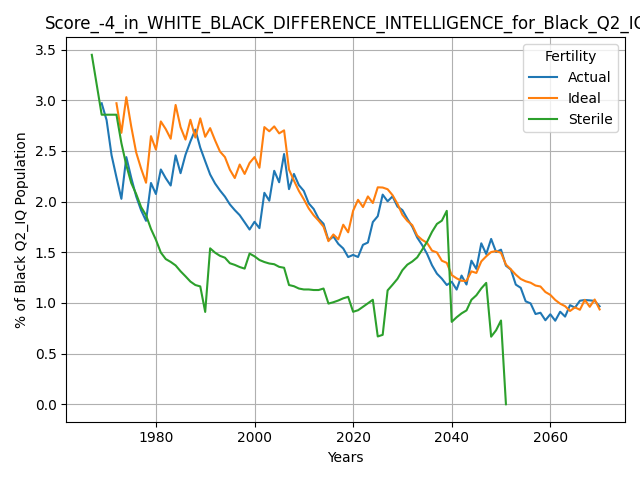 Score_-4_in_WHITE_BLACK_DIFFERENCE_INTELLIGENCE_for_Black_Q2_IQ
Fertility
Actual
Ideal
Sterile
% of Black Q2_IQ Population
3.5
3.0
2.5
2.0
1.5
1.0
0.5
0.0
1980
2000
2020
2040
2060
Years